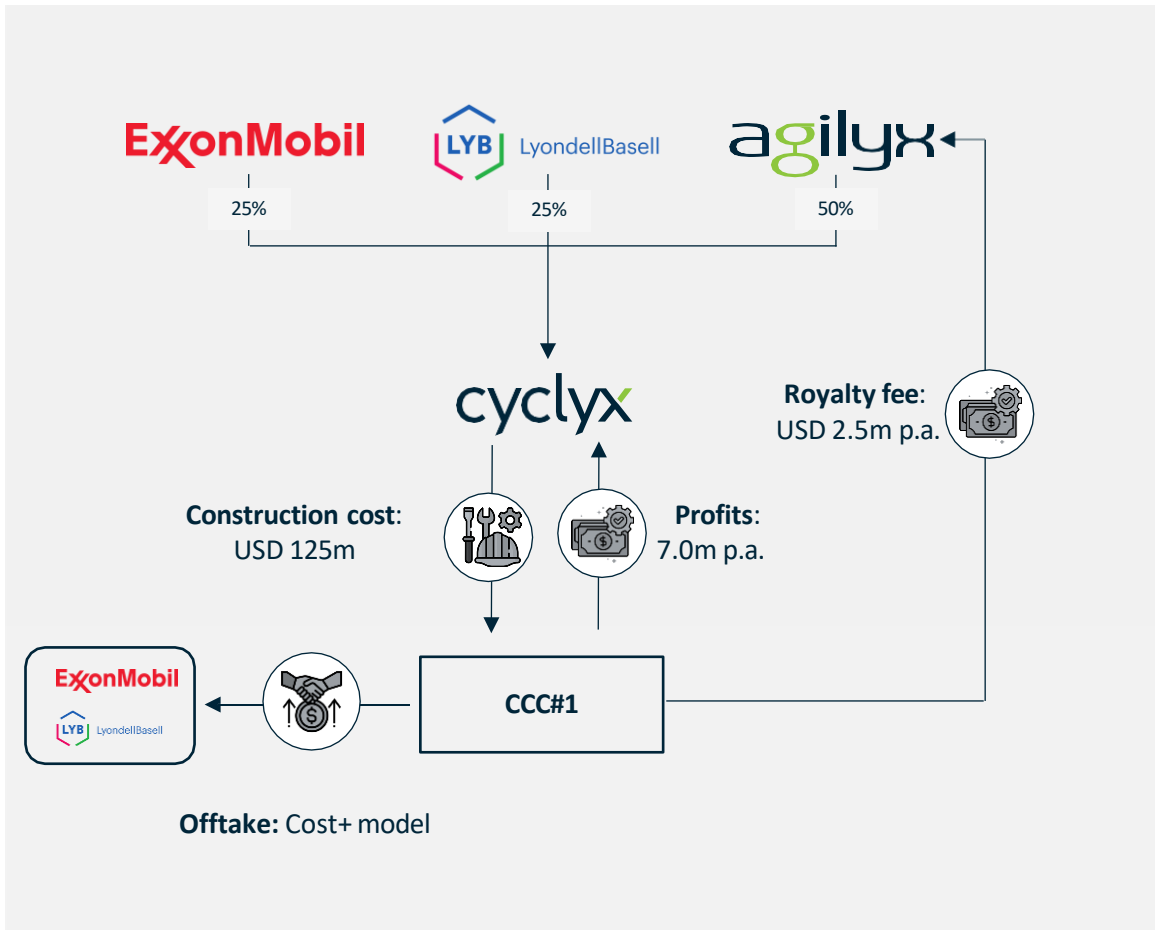 ExxonMobil
LYB LyondellBasell
agilyx
25%
25%
50%
cyclyx
Royalty fee:
USD 2.5m p.a.
Construction cost:
USD 125m
Profits:
7.0m p.a.
ExxonMobil
LYB LyondellBasell
CCC#1
Offtake: Cost+ model